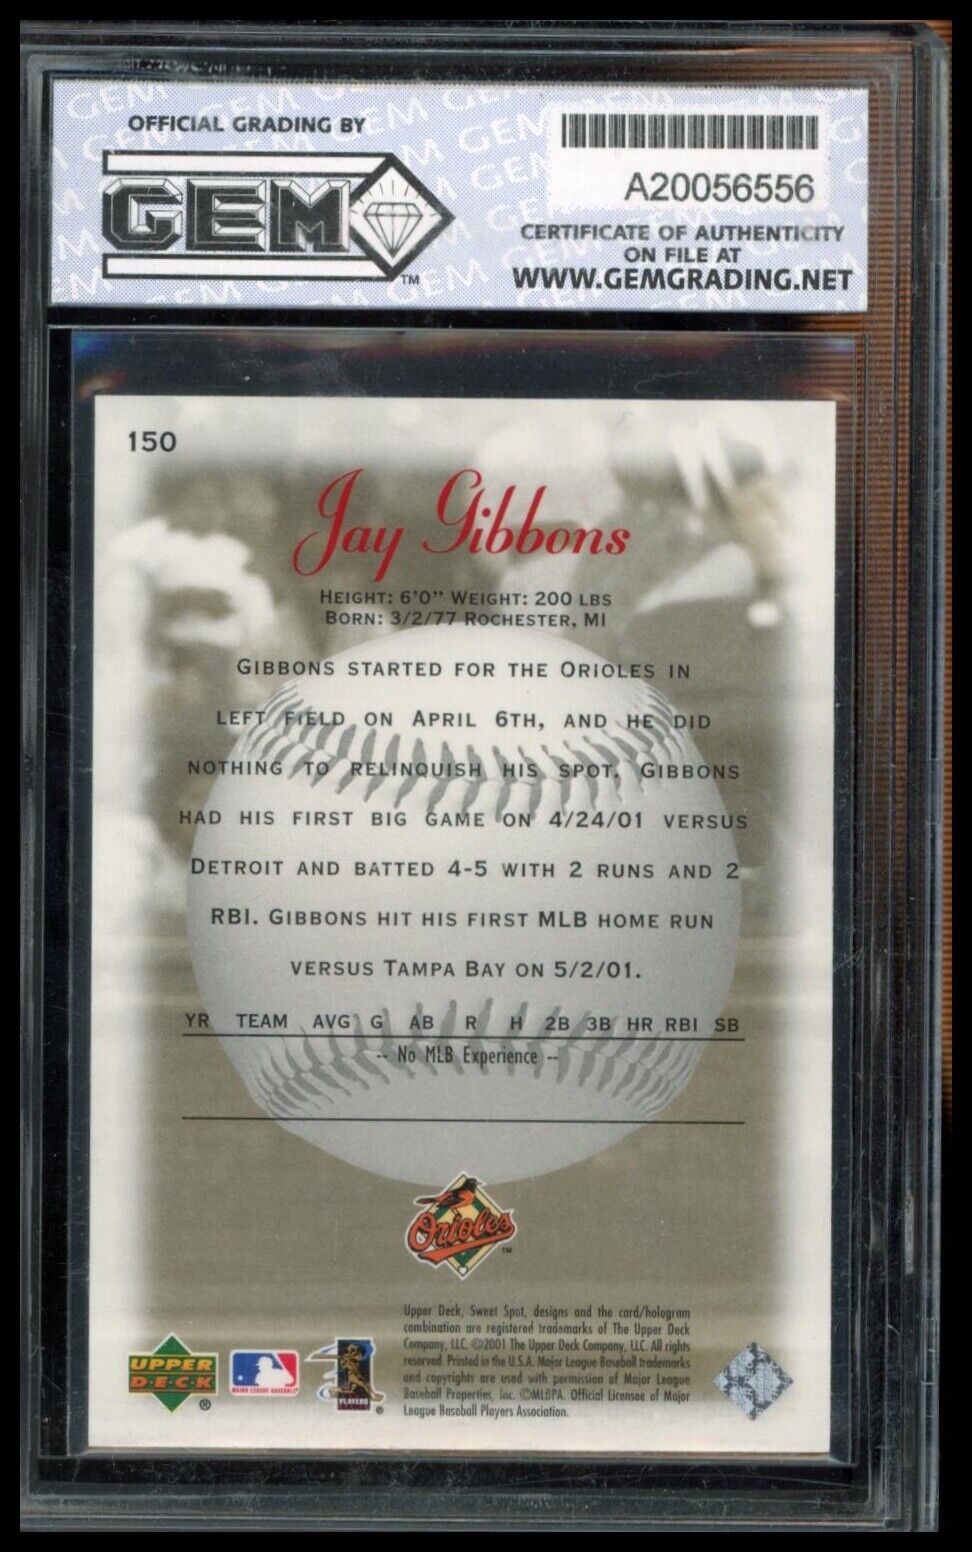 OFFICIAL GRADING BY
GEM
™
A20056556
CERTIFICATE OF AUTHENTICITY
ON FILE AT
WWW.GEMGRADING.NET
150
Jay Gibbons
HEIGHT: 6'0" WEIGHT: 200 LBS
BORN: 3/2/77 ROCHESTER, MI
GIBBONS STARTED FOR THE ORIOLES IN
LEFT FIELD ON APRIL 6TH, AND HE DID
NOTHING TO RELINQUISH HIS SPOT. GIBBONS
HAD HIS FIRST BIG GAME ON 4/24/01 VERSUS
DETROIT AND BATTED 4-5 WITH 2 RUNS AND 2
RBI. GIBBONS HIT HIS FIRST MLB HOME RUN
VERSUS TAMPA BAY ON 5/2/01.
YR TEAM AVG G AB R H 2B 3B HR RBI SB
-- No MLB Experience --
Orioles ™
Upper Deck, Sweet Spot, designs and the card/hologram
combination are registered trademarks of The Upper Deck
Company, LLC. ©2001 The Upper Deck Company, LLC. All rights
reserved. Printed in the U.S.A. Major League Baseball trademarks
and copyrights are used with permission of Major League
Baseball Properties, Inc. ©MLBPA. Official Licensee of Major
League Baseball Players Association.
UPPER
D·E·C·K
®
MAJOR LEAGUE BASEBALL
PLAYERS
®